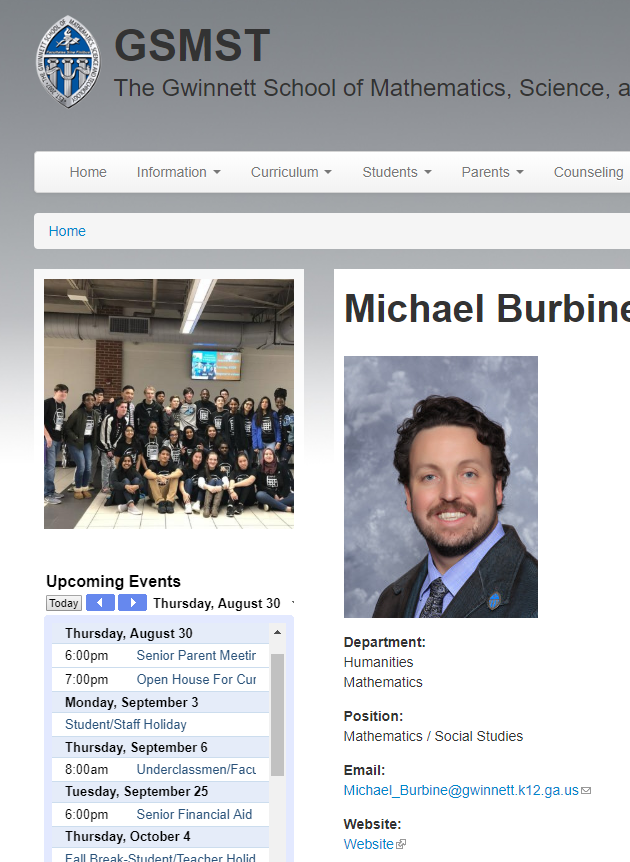 GSMST
The Gwinnett School of Mathematics, Science, a
Home
Information
Curriculum
Students
Parents
Counseling
Home
Michael Burbine
Upcoming Events
Today
Thursday, August 30
Thursday, August 30
6:00pm Senior Parent Meetin
7:00pm Open House For Cur
Monday, September 3
Student/Staff Holiday
Thursday, September 6
8:00am Underclassmen/Facu
Tuesday, September 25
6:00pm Senior Financial Aid
Thursday, October 4
Fall Break-Student/Teacher Holid
Department:
Humanities
Mathematics
Position:
Mathematics / Social Studies
Email:
Michael_Burbine@gwinnett.k12.ga.us
Website:
Website